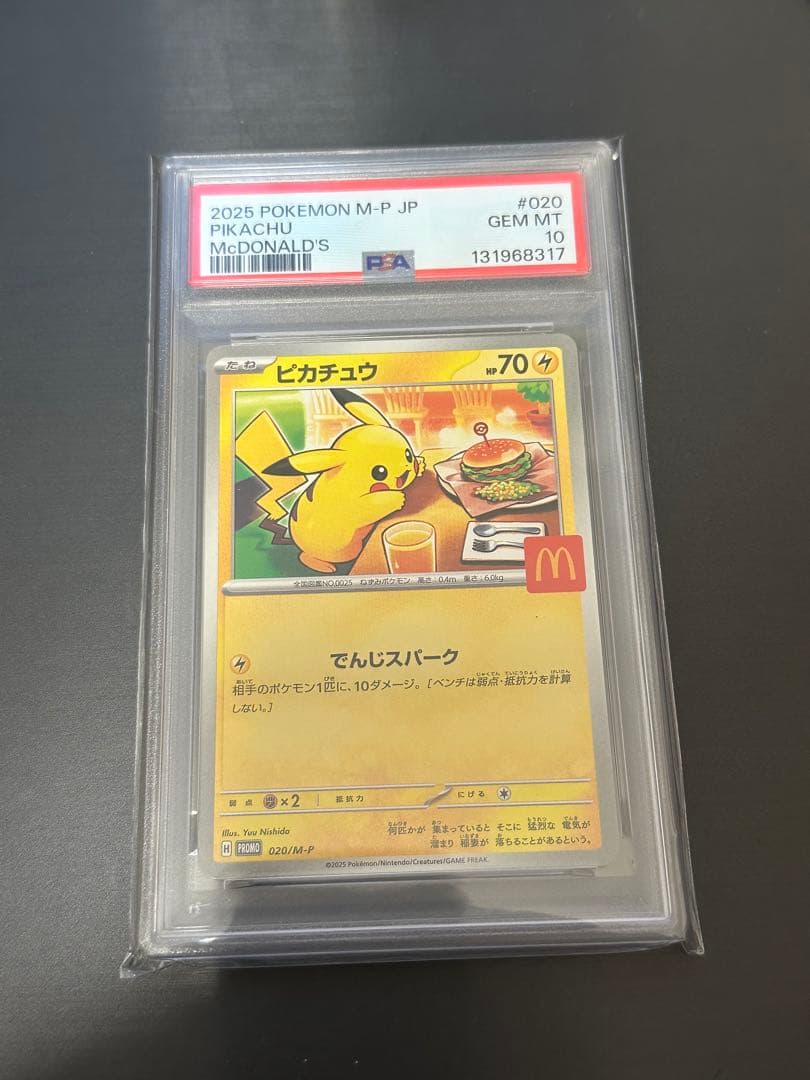 2025 POKEMON M-P JP #020
PIKACHU GEM MT
McDONALD'S 10
PSA 131968317
たね ピカチュウ HP70
全国図鑑NO.0025 ねずみポケモン 高さ:0.4m 重さ:6.0kg
でんじスパーク
相手のポケモン1匹に、10ダメージ。[ベンチは弱点・抵抗力を計算
しない。]
弱点 ×2 抵抗力 にげる
Illus. Yuu Nishida
何匹かが 集まっていると そこに 猛烈な 電気が
溜まり 稲妻が 落ちることがあるという。
H PROMO 020/M-P
©2025 Pokémon/Nintendo/Creatures/GAME FREAK.